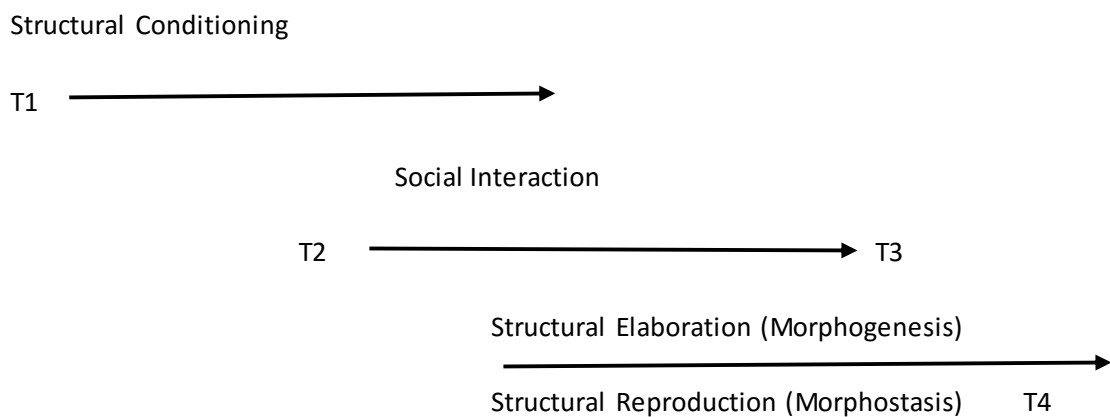 Structural Conditioning
T1
Social Interaction
T2 T3
Structural Elaboration (Morphogenesis)
Structural Reproduction (Morphostasis) T4